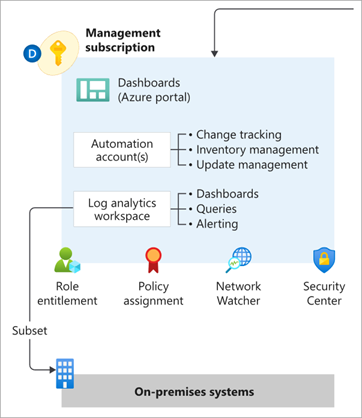 D
Management
subscription
Dashboards
(Azure portal)
Automation
account(s)
• Change tracking
• Inventory management
• Update management
Log analytics
workspace
• Dashboards
• Queries
• Alerting
Role
entitlement
Policy
assignment
Network
Watcher
Security
Center
Subset
On-premises systems